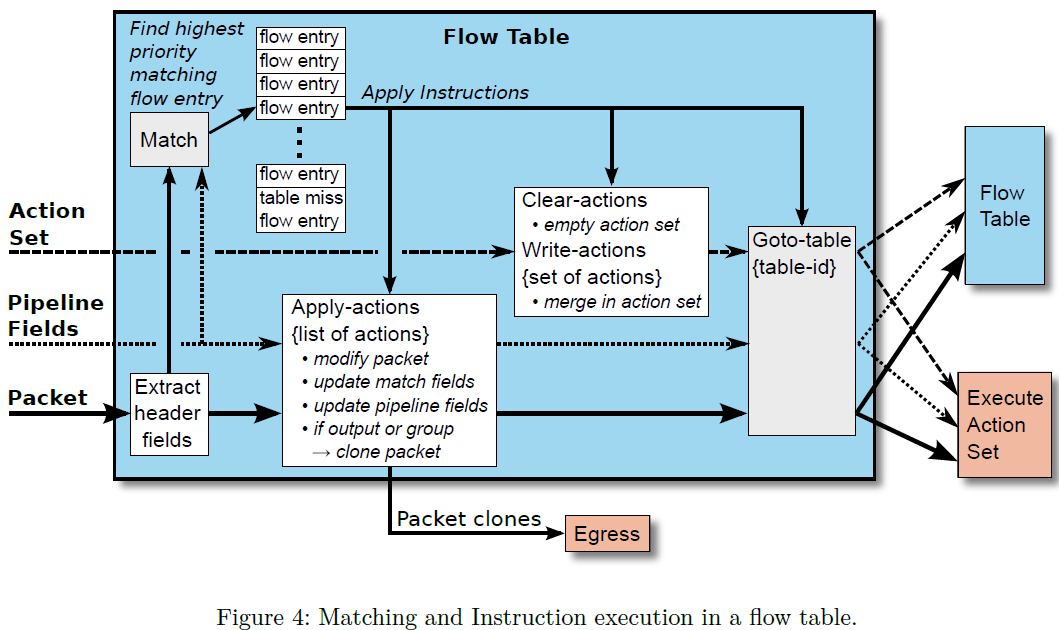 Flow Table
Find highest
priority
matching
flow entry
flow entry
flow entry
flow entry
flow entry
flow entry
table miss
flow entry
Apply Instructions
Match
Action
Set
Clear-actions
• empty action set
Write-actions
{set of actions}
• merge in action set
Goto-table
{table-id}
Flow
Table
Pipeline
Fields
Apply-actions
{list of actions}
• modify packet
• update match fields
• update pipeline fields
• if output or group
→ clone packet
Packet
Extract
header
fields
Execute
Action
Set
Packet clones
Egress
Figure 4: Matching and Instruction execution in a flow table.